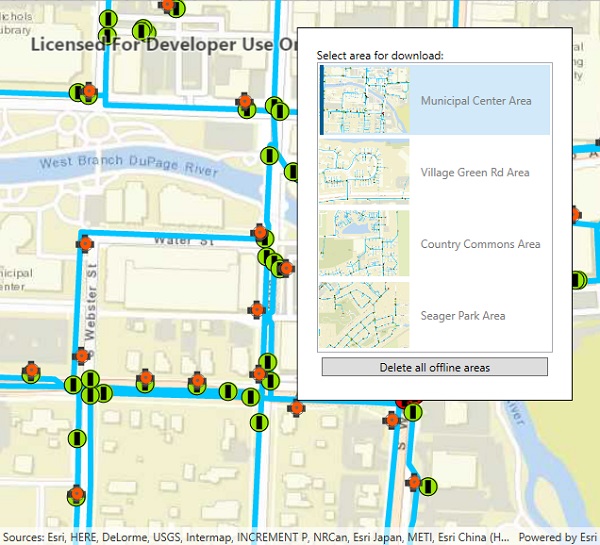 ichols
ibrary
Licensed For Developer Use On
Select area for download:
Municipal Center Area
Village Green Rd Area
Country Commons Area
Seager Park Area
Delete all offline areas
West Branch DuPage River
Water St
nicipal
enter
S Webster St
S W
River
Sources: Esri, HERE, DeLorme, USGS, Intermap, INCREMENT P, NRCan, Esri Japan, METI, Esri China (H... Powered by Esri